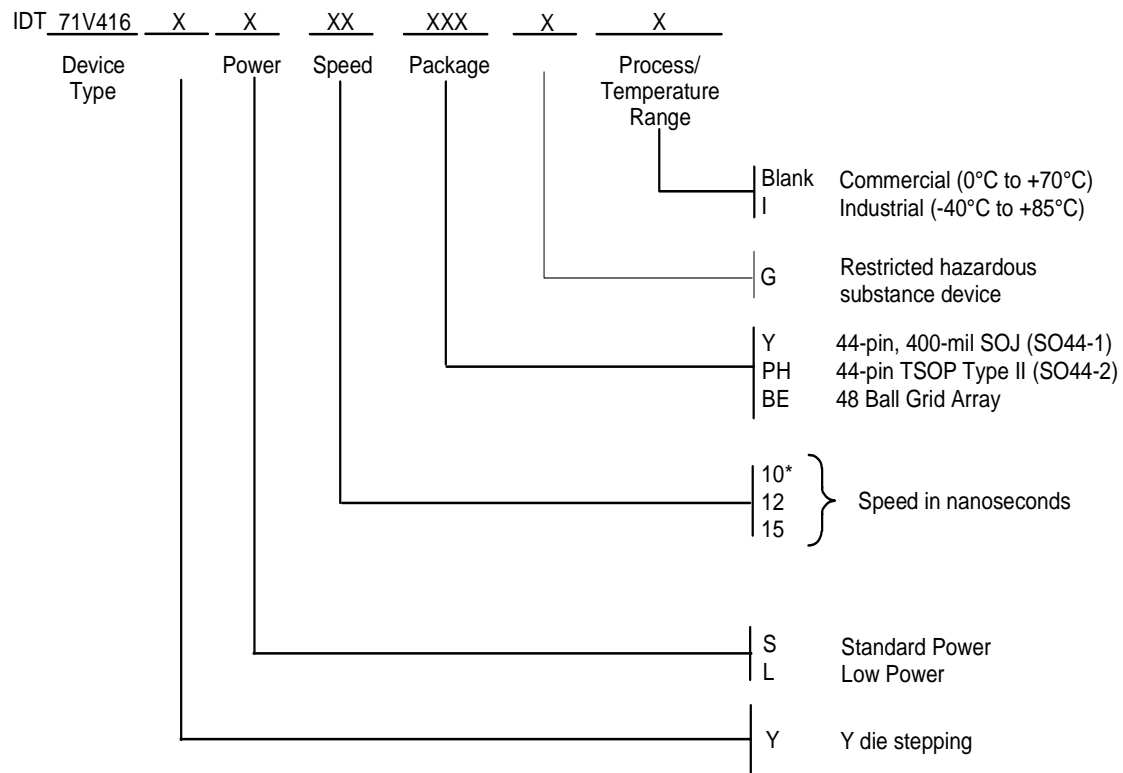 IDT 71V416 X X XX XXX X X
Device Type
Power
Speed
Package
Process/
Temperature
Range
Blank Commercial (0°C to +70°C)
I Industrial (-40°C to +85°C)
G Restricted hazardous
substance device
Y 44-pin, 400-mil SOJ (SO44-1)
PH 44-pin TSOP Type II (SO44-2)
BE 48 Ball Grid Array
10*
12 Speed in nanoseconds
15
S Standard Power
L Low Power
Y Y die stepping